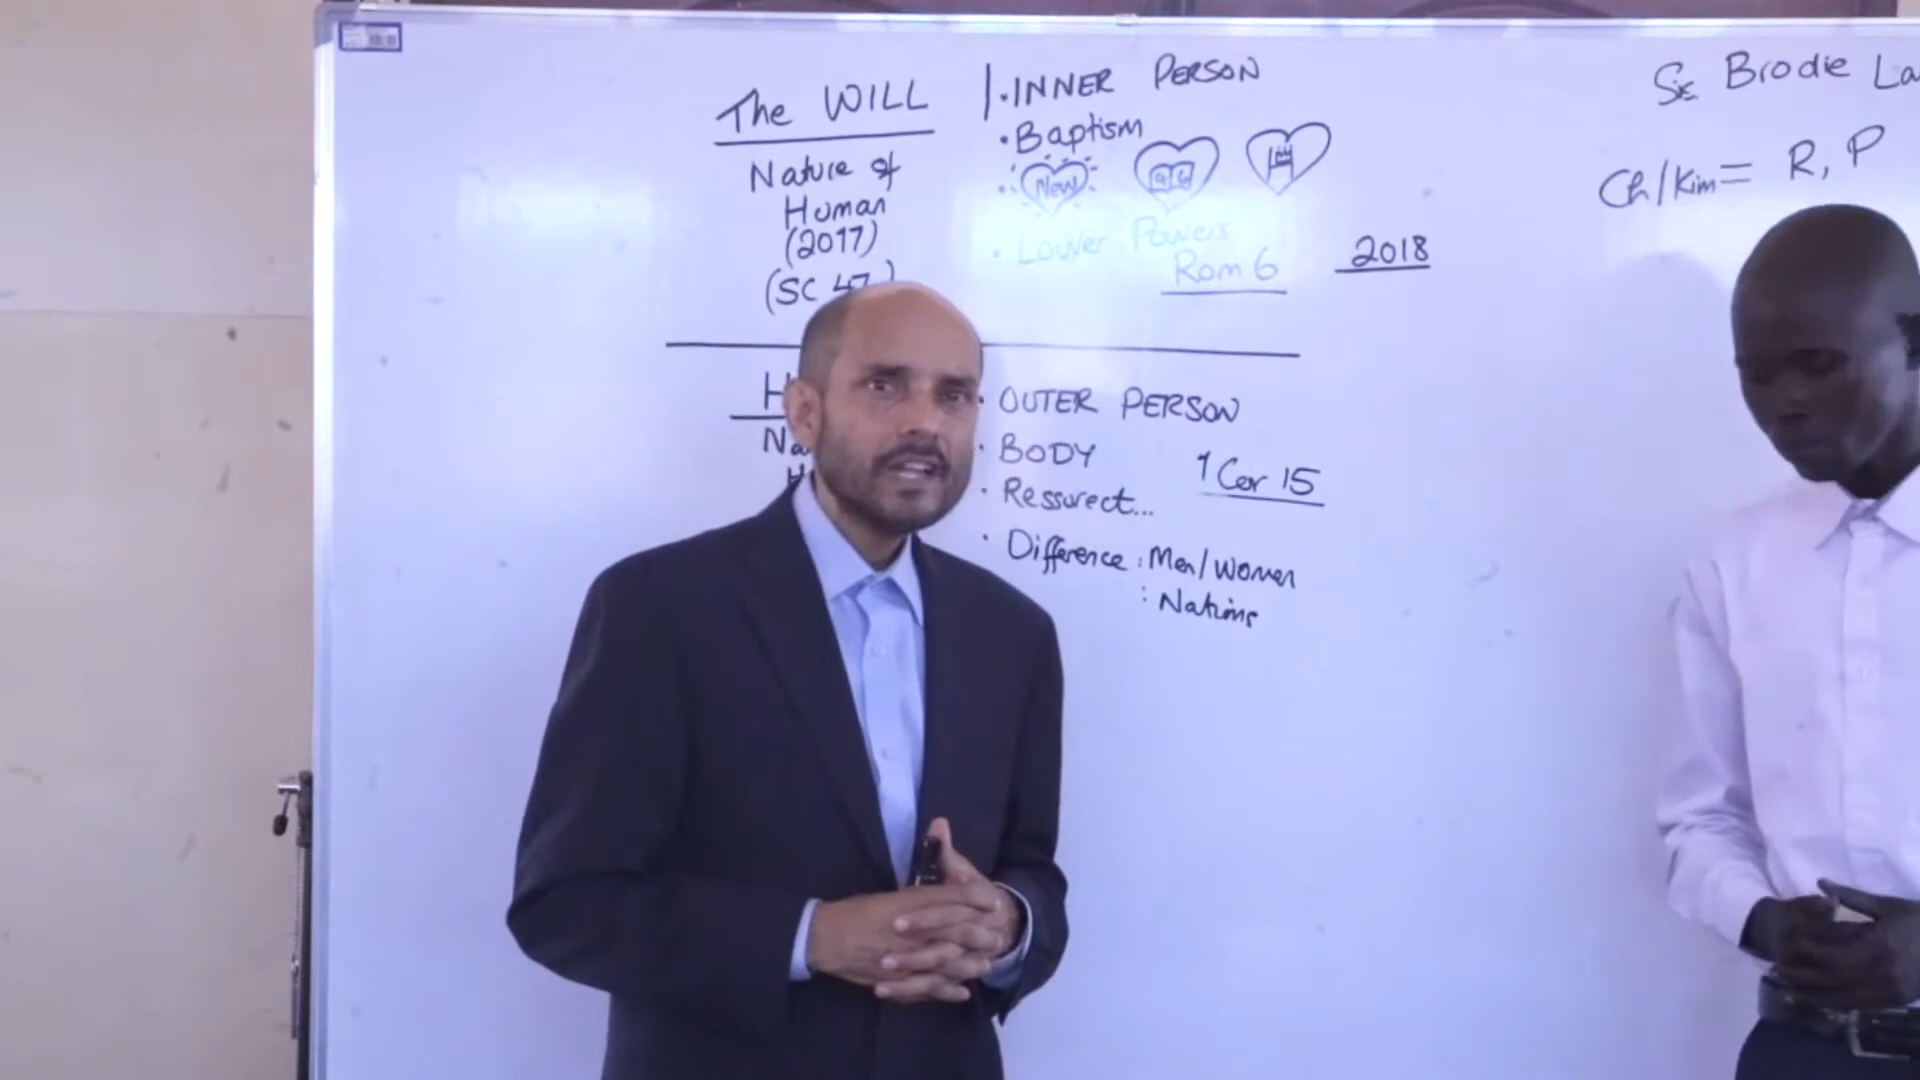 The WILL
Nature of
Human
(2017)
(SC 47 )
· INNER PERSON
· Baptism
· New
· Lower Powers
Rom 6
2018
· OUTER PERSON
· BODY
· Ressurect...
1 Cor 15
· Difference : Men/Women
: Nations
Brodie La
Ch/Kim = R, P